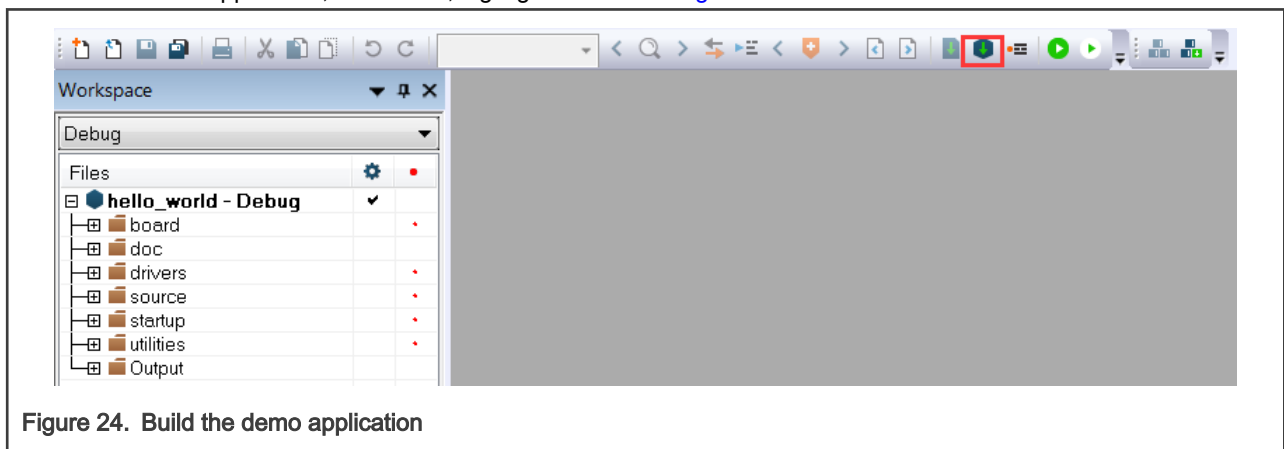 Workspace
Debug
Files
hello_world - Debug
board
doc
drivers
source
startup
utilities
Output
Figure 24. Build the demo application